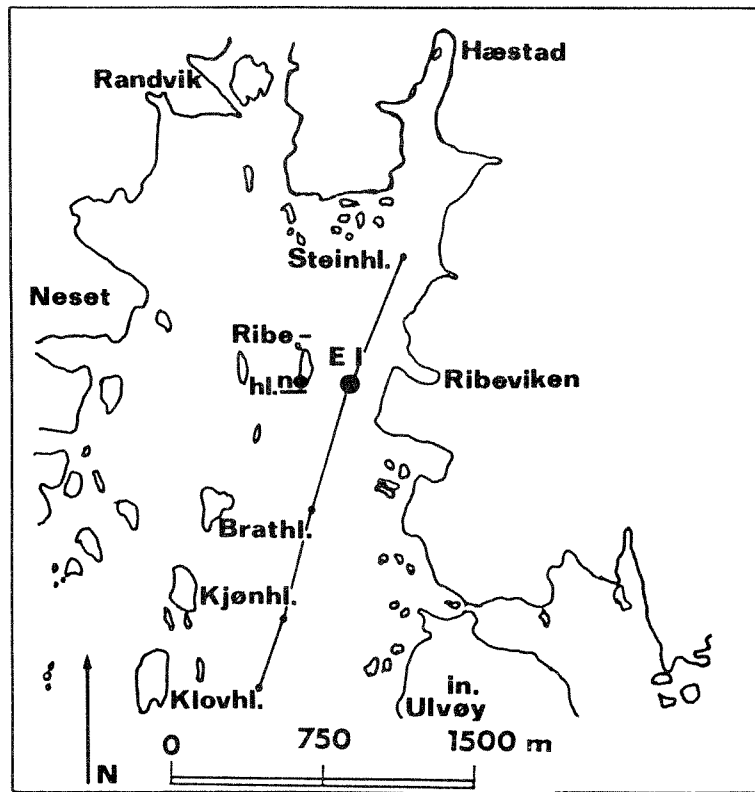 Hæstad
Randvik
Steinhl.
Neset
Ribe-
hl.ne
E I
Ribeviken
Brathl.
Kjønhl.
Klovhl.
in.
Ulvøy
N
0 750 1500 m